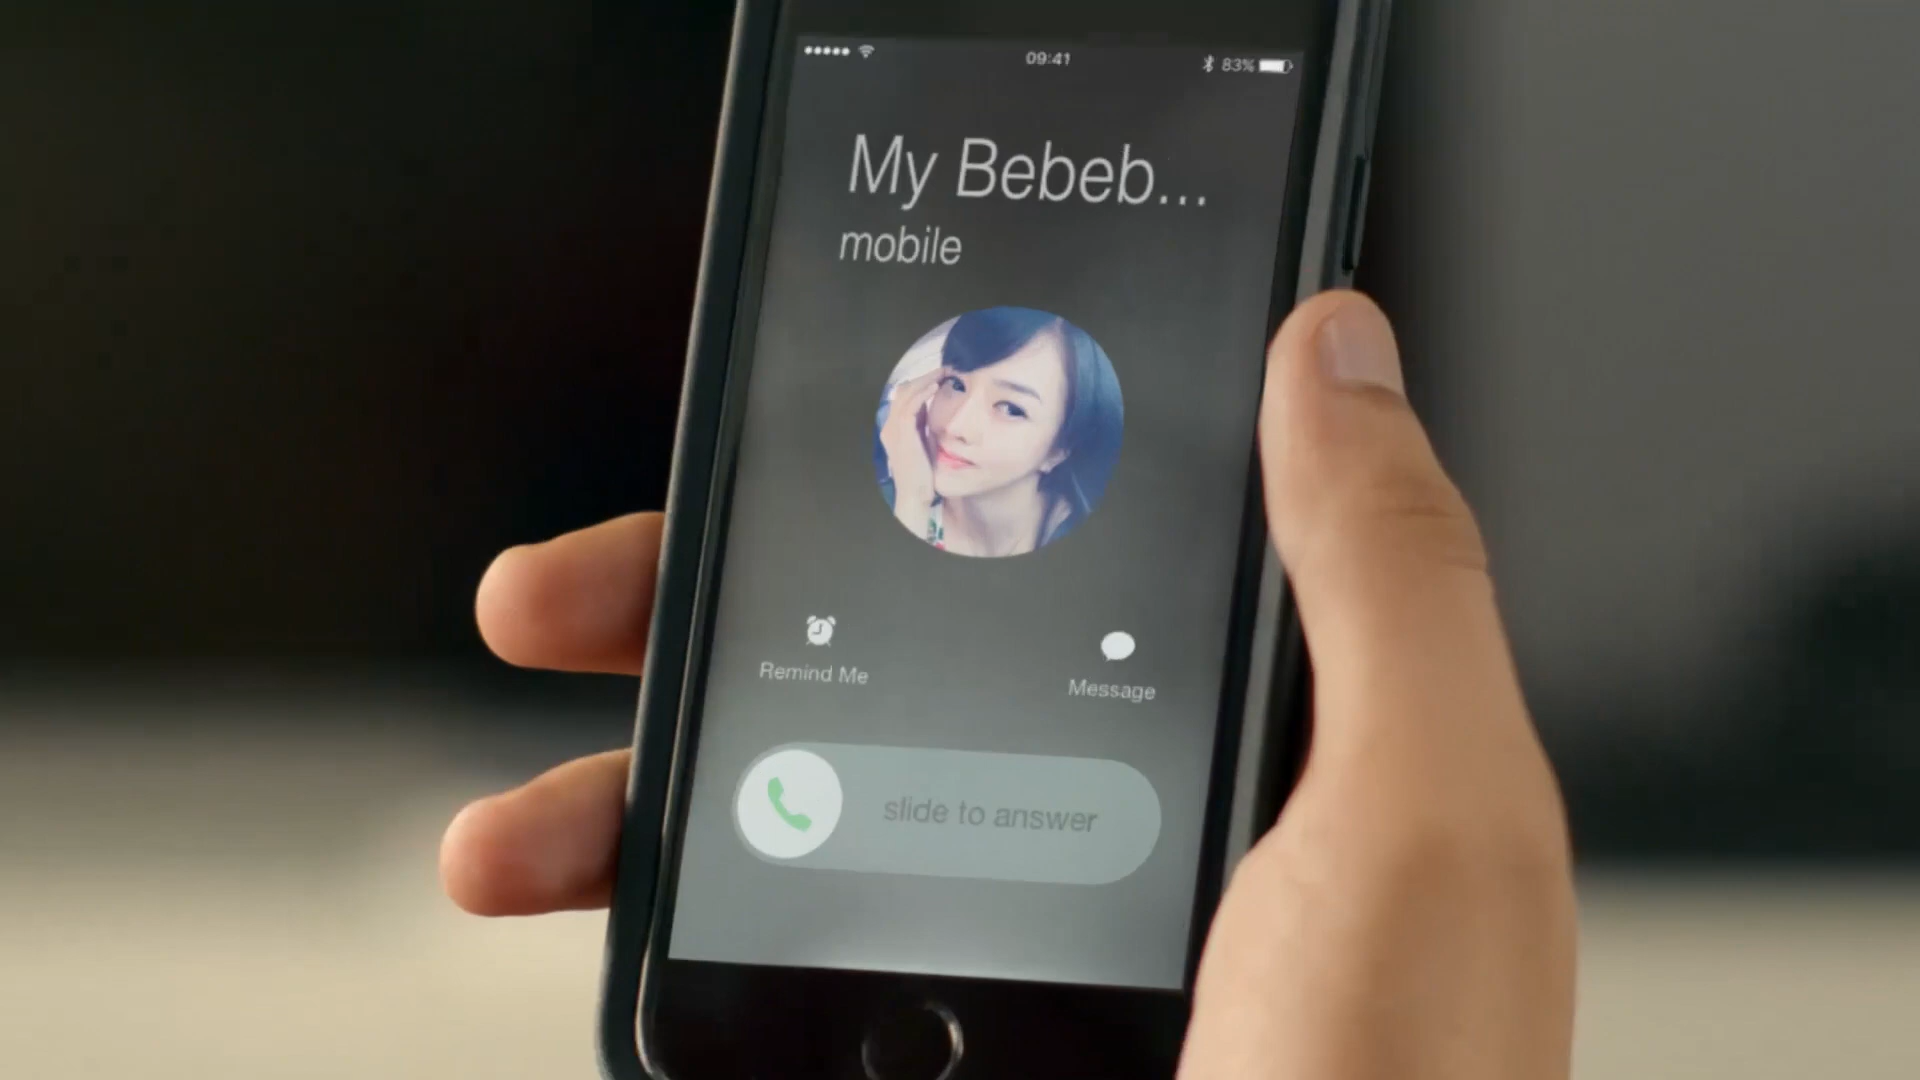 09:41
83%
My Bebeb...
mobile
Remind Me
Message
slide to answer